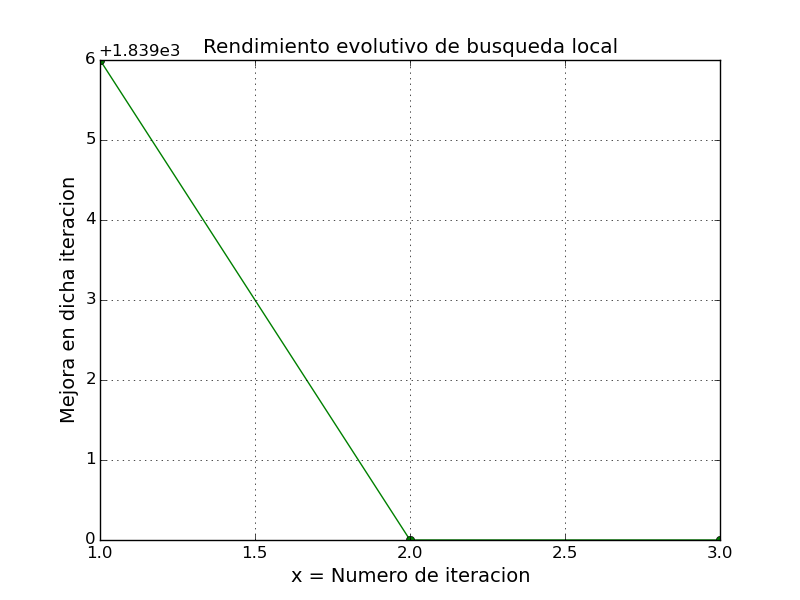 Rendimiento evolutivo de busqueda local
+1.839e3
6
5
4
3
2
1
0
Mejora en dicha iteracion
1.0 1.5 2.0 2.5 3.0
x = Numero de iteracion